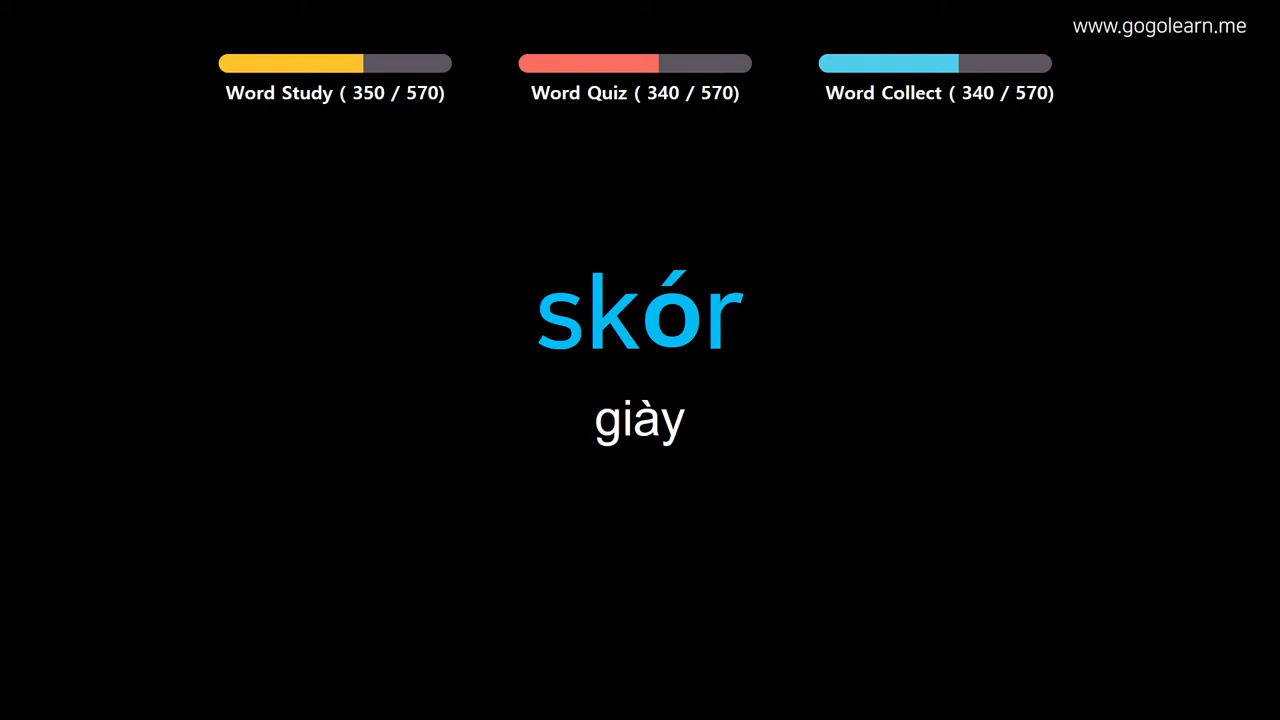 www.gogolearn.me
Word Study ( 350 / 570)
Word Quiz ( 340 / 570)
Word Collect ( 340 / 570)
skór
giày